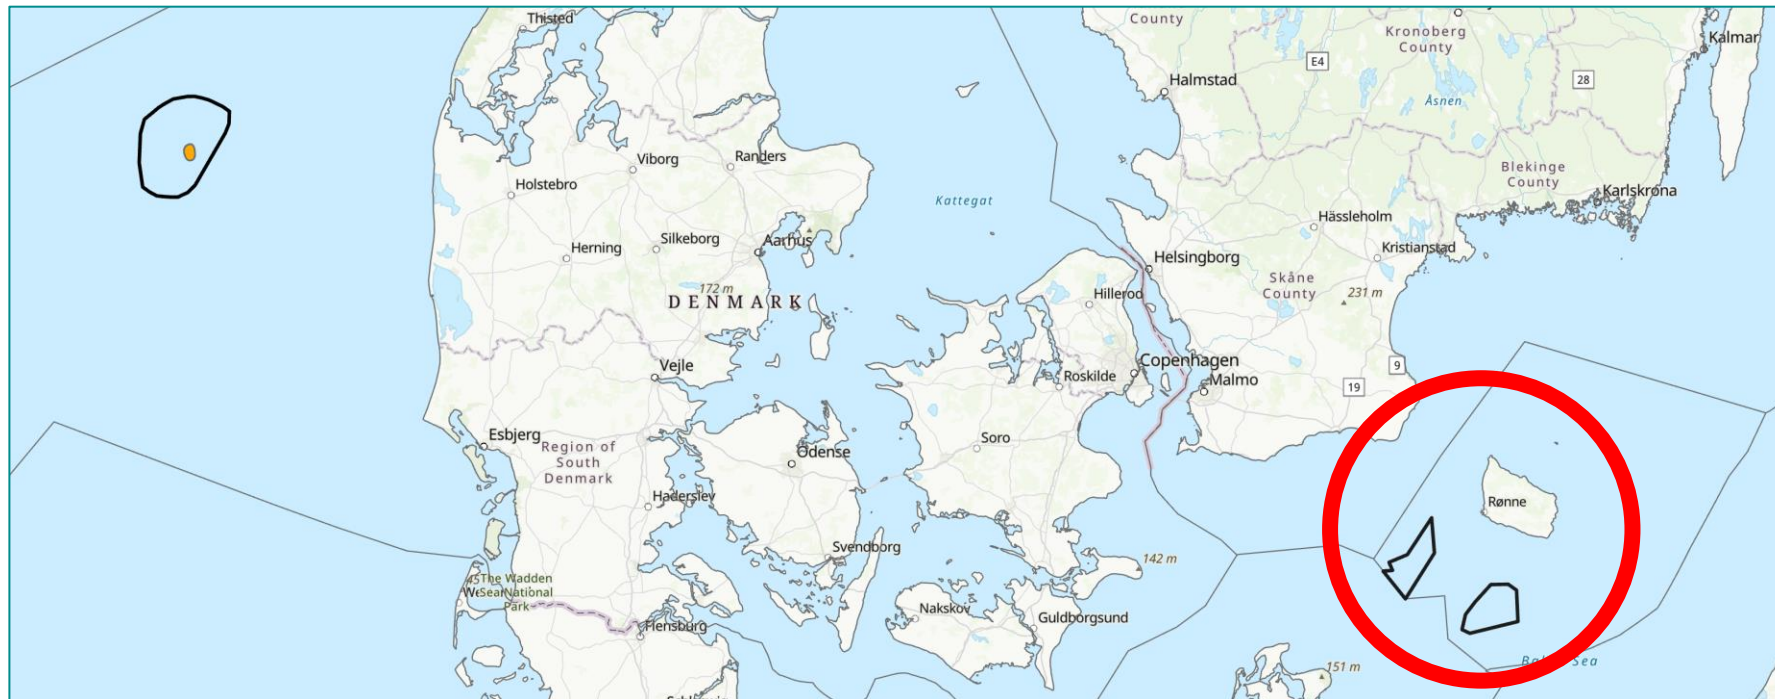 Thisted
County
Kronoberg
County
Kalmar
E4
28
Halmstad
Åsnen
Viborg
Randers
Holstebro
Blekinge
County
Karlskrona
Kattegat
Hässleholm
Silkeborg
Aarhus
Herning
Kristianstad
Helsingborg
Skåne
County
172 m
231 m
DENMARK
Hillerod
Vejle
Copenhagen
Roskilde
Malmo
9
19
Esbjerg
Region of
South
Denmark
Soro
Odense
Haderslev
Rønne
Svendborg
142 m
The Wadden
Sea National
Park
Nakskov
Guldborgsund
Flensburg
Sea
151 m